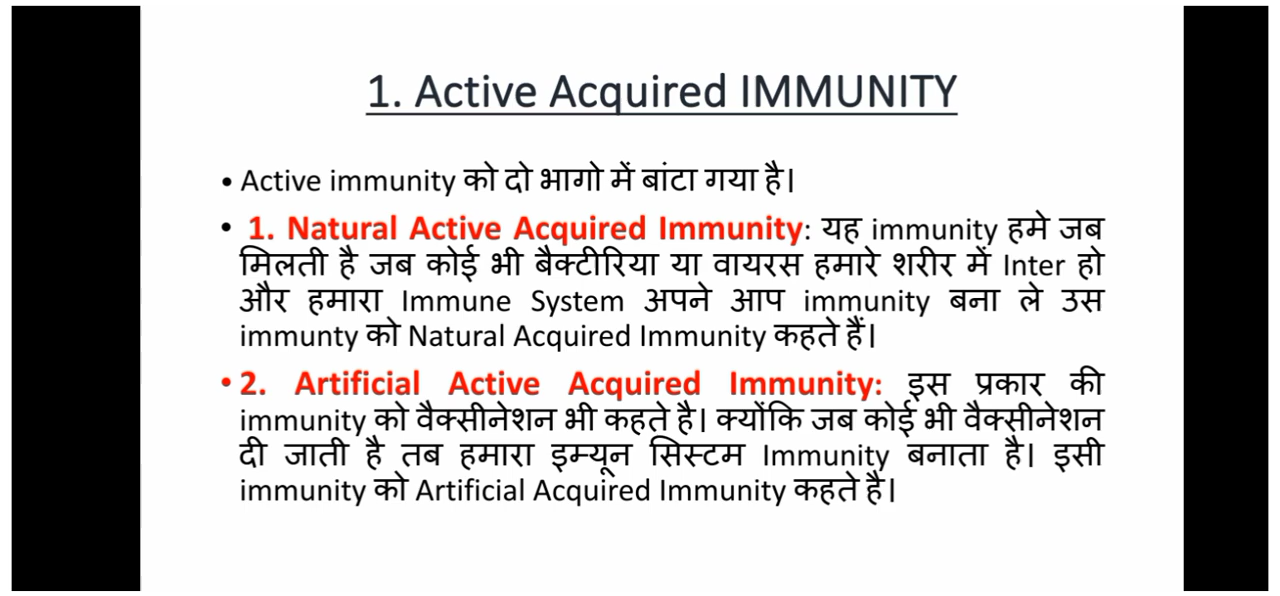 1. Active Acquired IMMUNITY
• Active immunity को दो भागो में बांटा गया है।
• 1. Natural Active Acquired Immunity: यह immunity हमे जब
मिलती है जब कोई भी बैक्टीरिया या वायरस हमारे शरीर में Inter हो
और हमारा Immune System अपने आप immunity बना ले उस
immunty को Natural Acquired Immunity कहते हैं।
• 2. Artificial Active Acquired Immunity: इस प्रकार की
immunity को वैक्सीनेशन भी कहते है। क्योंकि जब कोई भी वैक्सीनेशन
दी जाती है तब हमारा इम्यून सिस्टम Immunity बनाता है। इसी
immunity को Artificial Acquired Immunity कहते है।